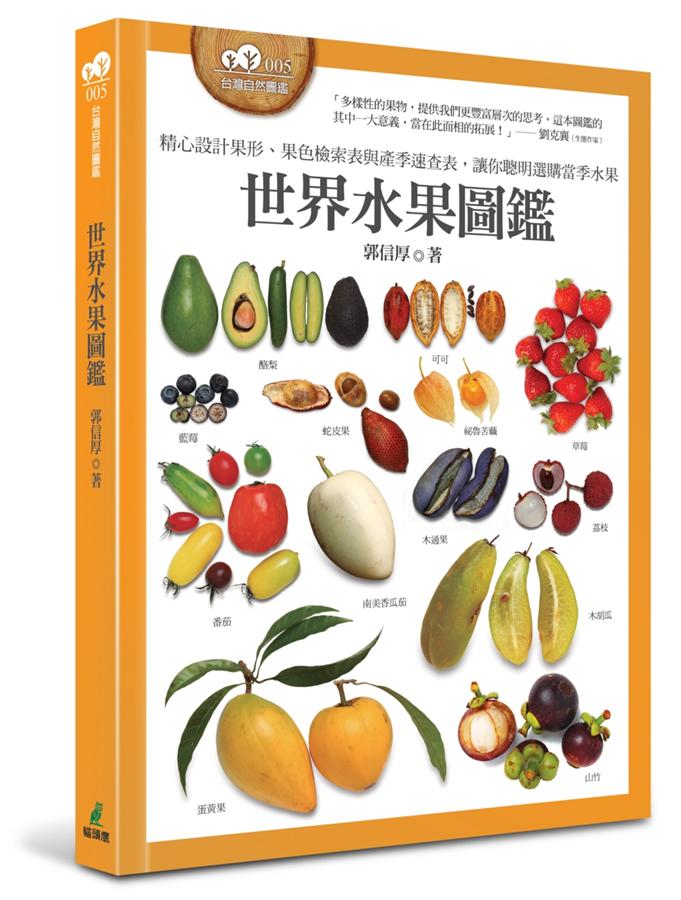 005
台灣自然圖鑑
世界水果圖鑑
郭信厚◎著
貓頭鷹
005
台灣自然圖鑑
「多樣性的果物，提供我們更豐富層次的思考。這本圖鑑的
其中一大意義，當在此面相的拓展！」——劉克襄（生態作家）
精心設計果形、果色檢索表與產季速查表，讓你聰明選購當季水果
世界水果圖鑑
郭信厚◎著
酪梨
可可
草莓
藍莓
蛇皮果
祕魯苦蘵
番茄
南美香瓜茄
木通果
荔枝
木胡瓜
蛋黃果
山竹